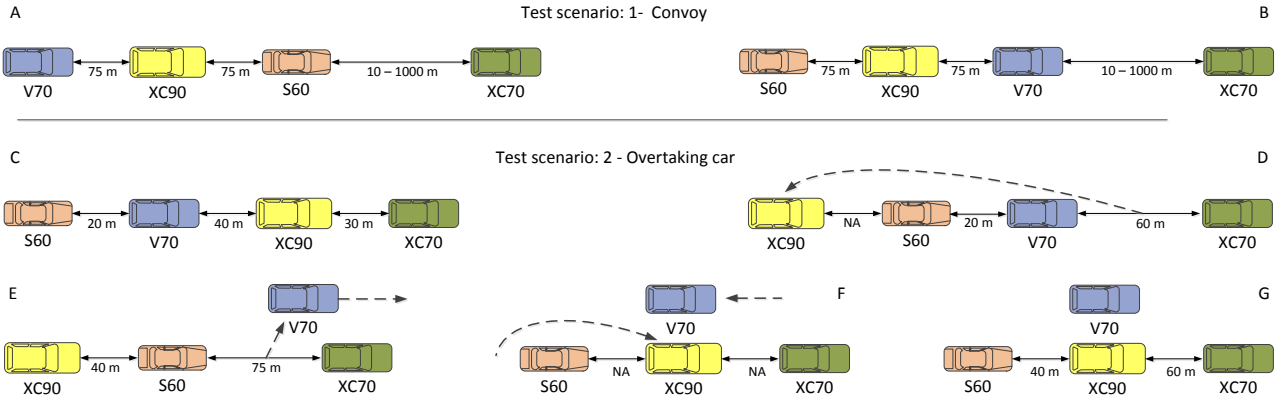 A
Test scenario: 1- Convoy
B
75 m
75 m
10 – 1000 m
75 m
75 m
10 – 1000 m
V70
XC90
S60
XC70
S60
XC90
V70
XC70
C
Test scenario: 2 - Overtaking car
D
20 m
40 m
30 m
NA
20 m
60 m
S60
V70
XC90
XC70
XC90
S60
V70
XC70
E
F
G
V70
V70
V70
40 m
75 m
NA
NA
40 m
60 m
XC90
S60
XC70
S60
XC90
XC70
S60
XC90
XC70